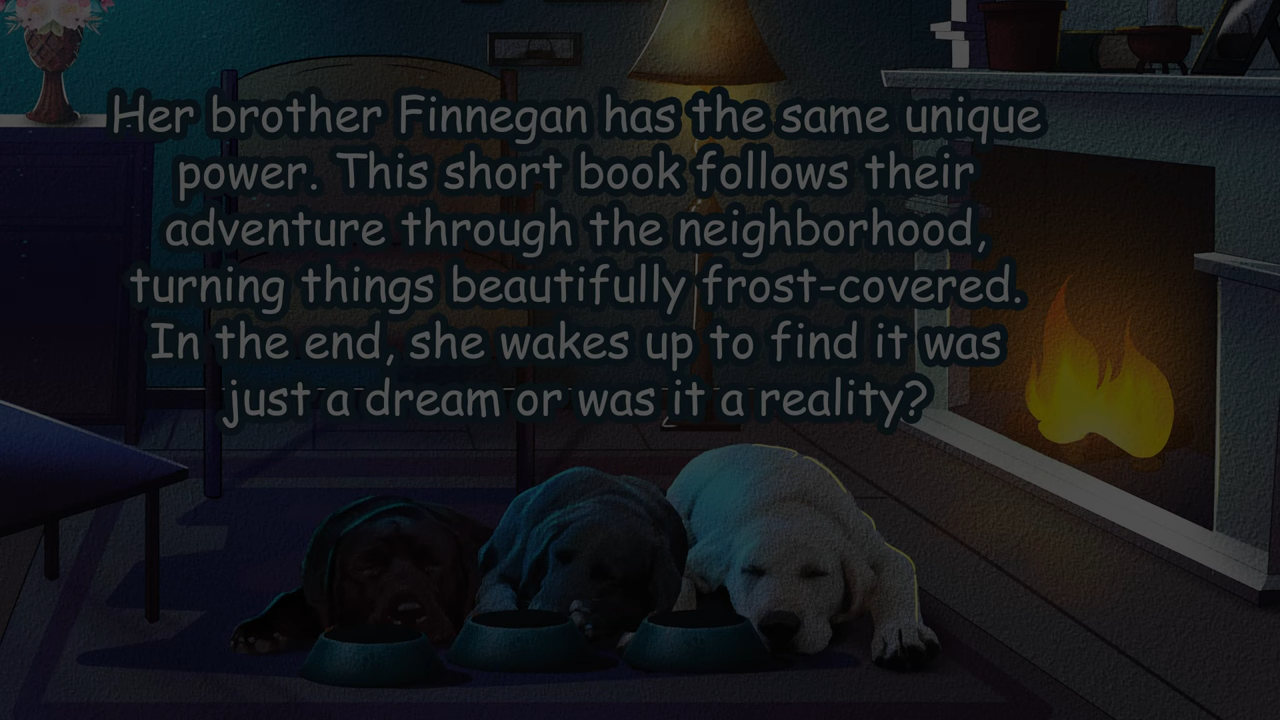 Her brother Finnegan has the same unique
power. This short book follows their
adventure through the neighborhood,
turning things beautifully frost-covered.
In the end, she wakes up to find it was
just a dream or was it a reality?